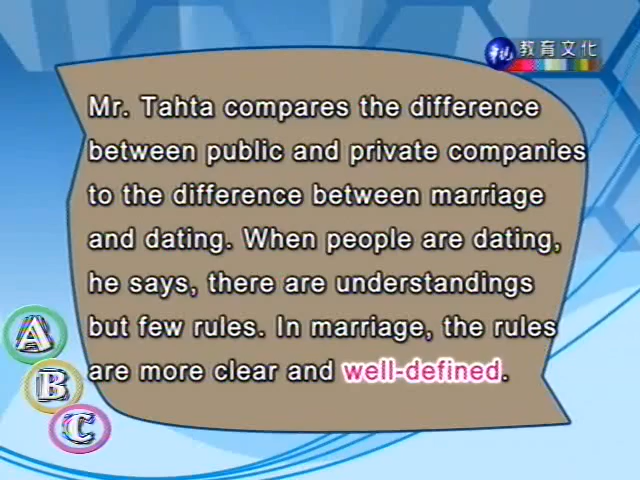 華視 教育文化
Mr. Tahta compares the difference
between public and private companies
to the difference between marriage
and dating. When people are dating,
he says, there are understandings
but few rules. In marriage, the rules
are more clear and well-defined.
A
B
C